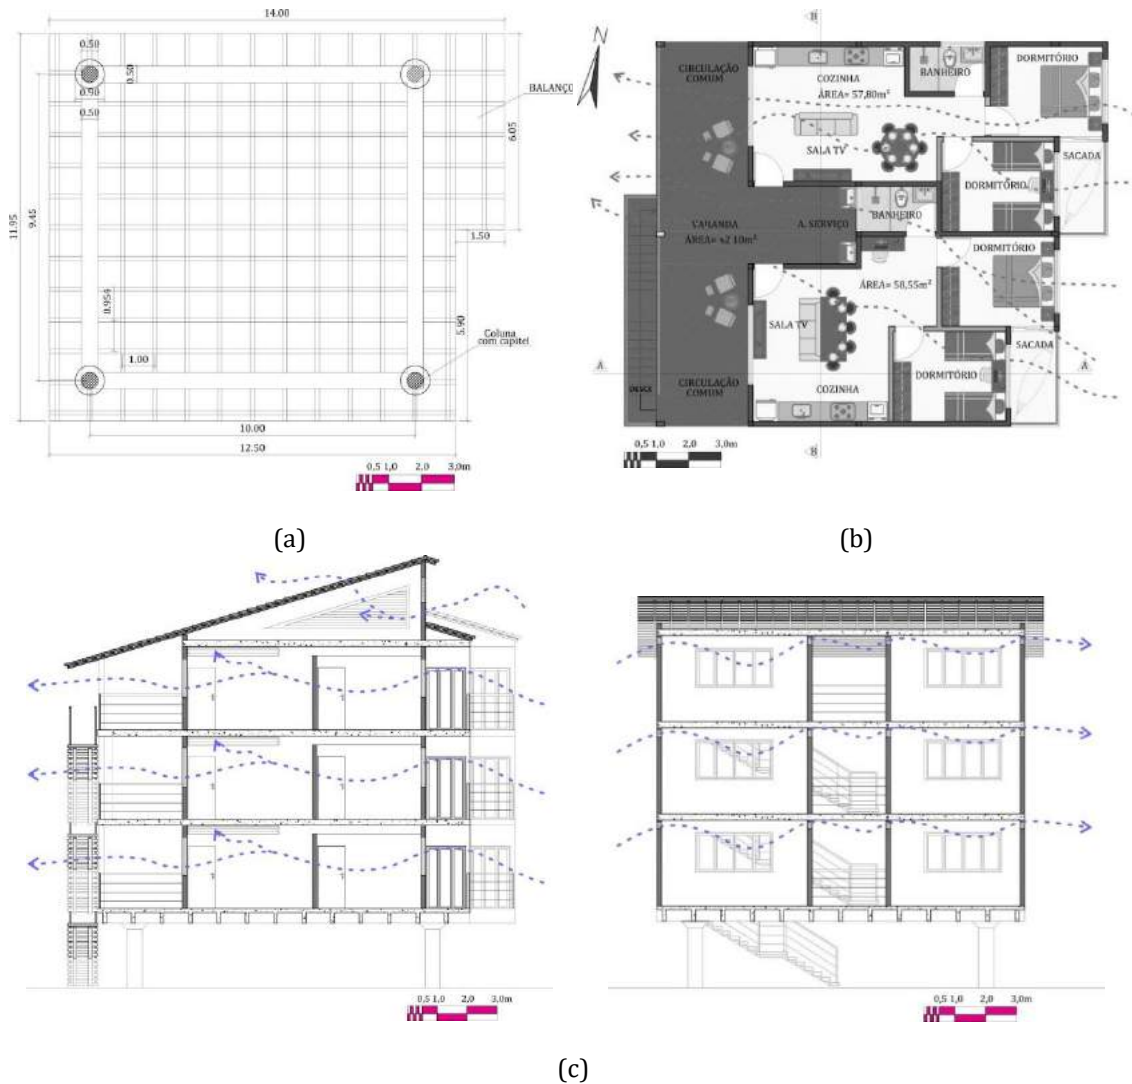 14.00
0.50
0.50
0.90
0.50
BALANÇO
6.05
11.95
9.45
1.50
0.954
5.90
1.00
Coluna
com capitel
10.00
12.50
0,5 1,0 2,0 3,0m
(a)
N
B
CIRCULAÇÃO
COMUM
COZINHA
ÁREA= 57,80m²
BANHEIRO
DORMITÓRIO
SALA TV
SACADA
DORMITÓRIO
BANHEIRO
VARANDA
A. SERVIÇO
DORMITÓRIO
ÁREA= 58,55m²
SALA TV
SACADA
A
A
CIRCULAÇÃO
COMUM
DORMITÓRIO
DESCE
COZINHA
B
0,5 1,0 2,0 3,0m
(b)
0,5 1,0 2,0 3,0m
0,5 1,0 2,0 3,0m
(c)